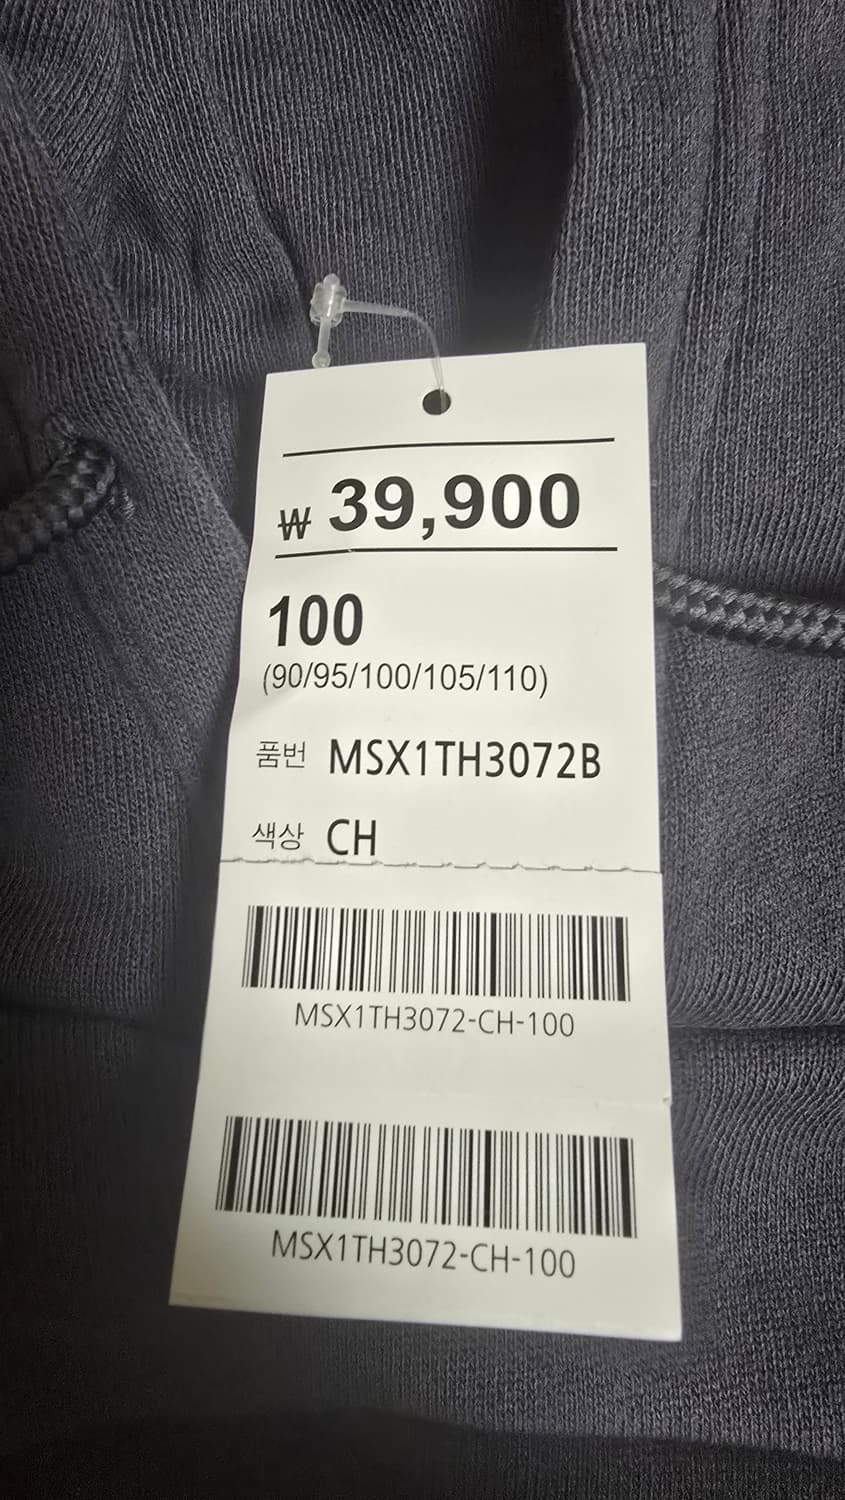 ₩ 39,900
100
(90/95/100/105/110)
품번 MSX1TH3072B
색상 CH
MSX1TH3072-CH-100
MSX1TH3072-CH-100